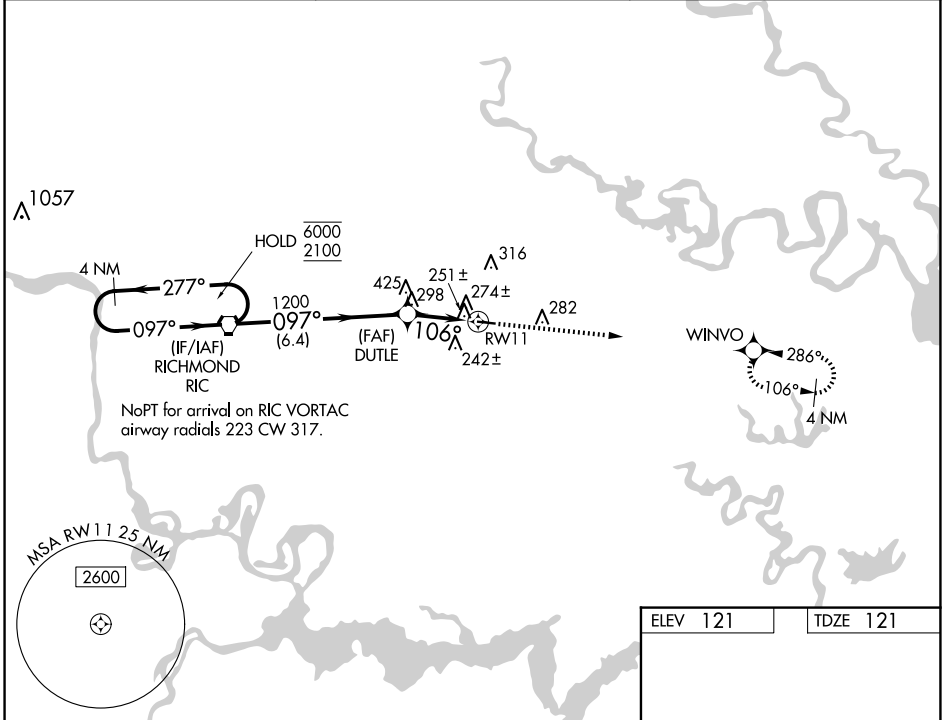 1057
HOLD 6000
2100
4 NM
277°
097°
(IF/IAF)
RICHMOND
RIC
1200
097°
(6.4)
NoPT for arrival on RIC VORTAC
airway radials 223 CW 317.
425
298
251±
274±
316
(FAF)
DUTLE
106°
RW11
242±
282
WINVO
286°
106°
4 NM
MSA RW11 25 NM
2600
ELEV 121
TDZE 121